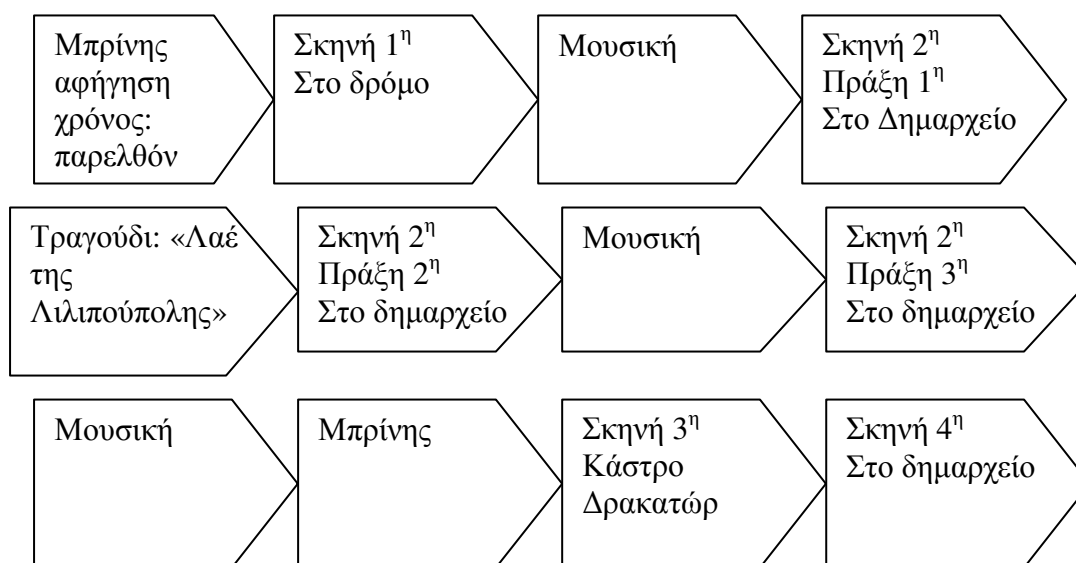 Μπρίνης
αφήγηση
χρόνος:
παρελθόν
Σκηνή 1η
Στο δρόμο
Μουσική
Σκηνή 2η
Πράξη 1η
Στο Δημαρχείο
Τραγούδι: «Λαέ
της
Λιλιπούπολης»
Σκηνή 2η
Πράξη 2η
Στο δημαρχείο
Μουσική
Σκηνή 2η
Πράξη 3η
Στο δημαρχείο
Μουσική
Μπρίνης
Σκηνή 3η
Κάστρο
Δρακατώρ
Σκηνή 4η
Στο δημαρχείο